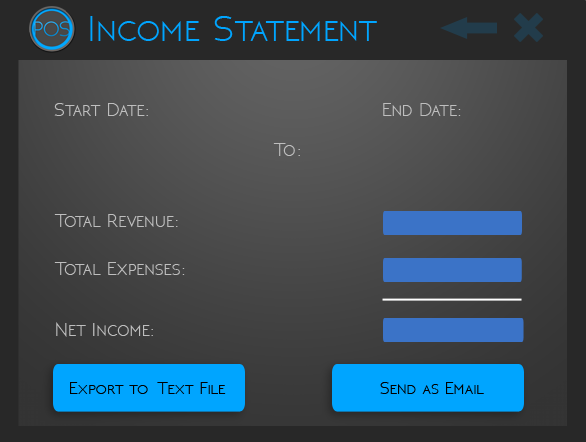 POS
Income Statement
Start Date:
End Date:
To:
Total Revenue:
Total Expenses:
Net Income:
Export to Text File
Send as Email